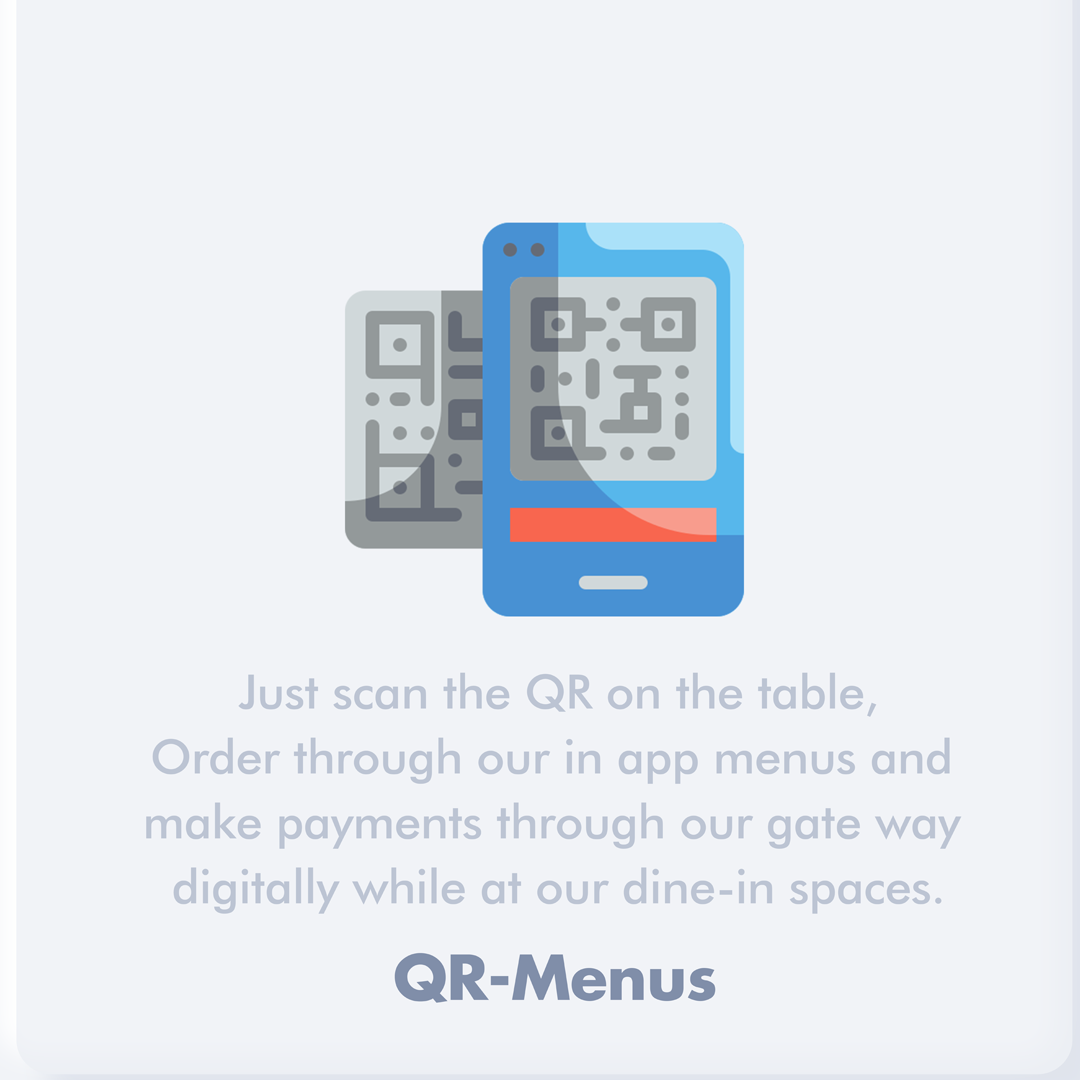 Just scan the QR on the table,
Order through our in app menus and
make payments through our gate way
digitally while at our dine-in spaces.
QR-Menus